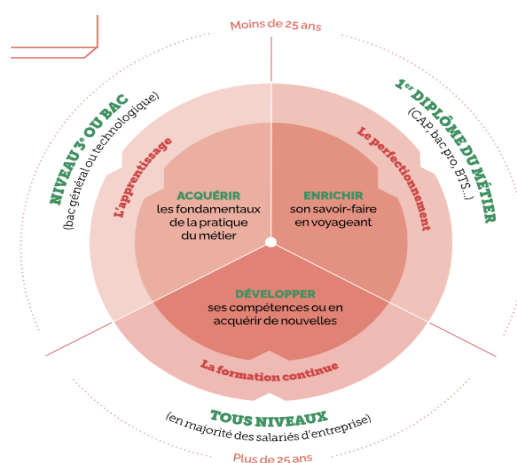 Moins de 25 ans
NIVEAU 3e OU BAC
(bac général ou technologique)
L'apprentissage
ACQUÉRIR
les fondamentaux
de la pratique
du métier
1er DIPLÔME DU MÉTIER
(CAP, bac pro, BTS...)
Le perfectionnement
ENRICHIR
son savoir-faire
en voyageant
DÉVELOPPER
ses compétences ou en
acquérir de nouvelles
La formation continue
TOUS NIVEAUX
(en majorité des salariés d'entreprise)
Plus de 25 ans